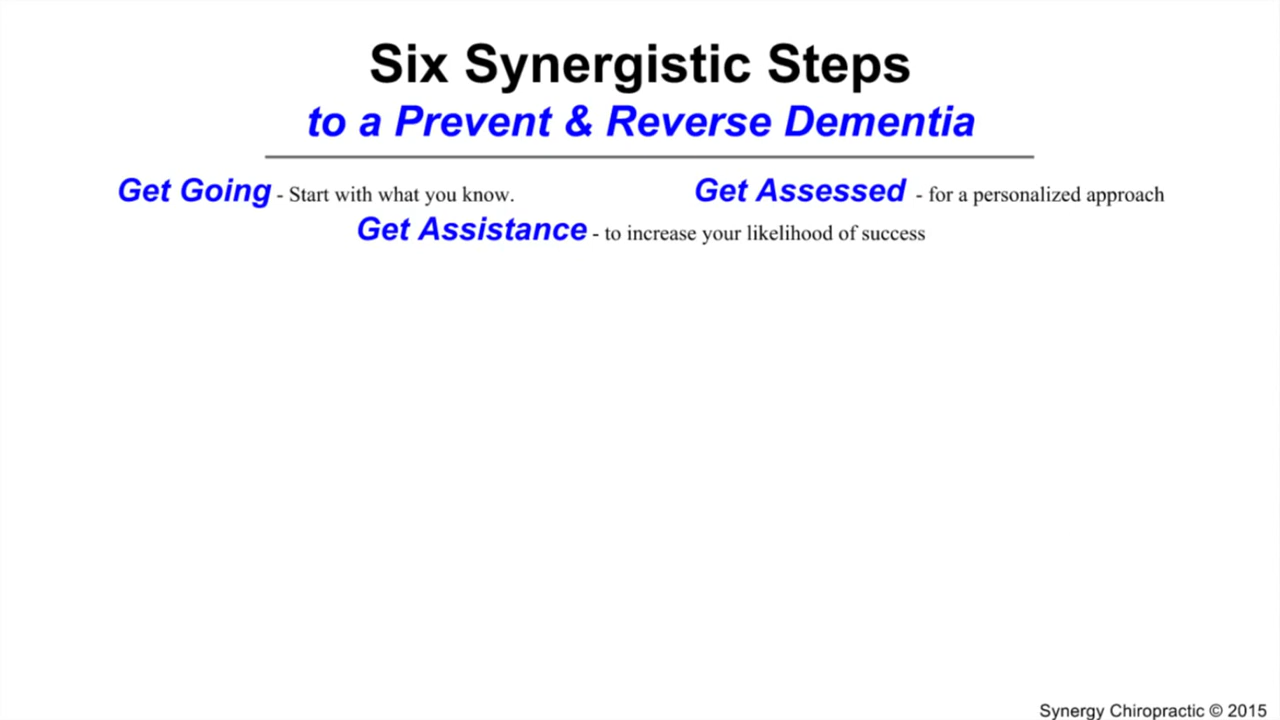 Six Synergistic Steps
to a Prevent & Reverse Dementia
Get Going - Start with what you know.
Get Assessed - for a personalized approach
Get Assistance - to increase your likelihood of success
Synergy Chiropractic © 2015